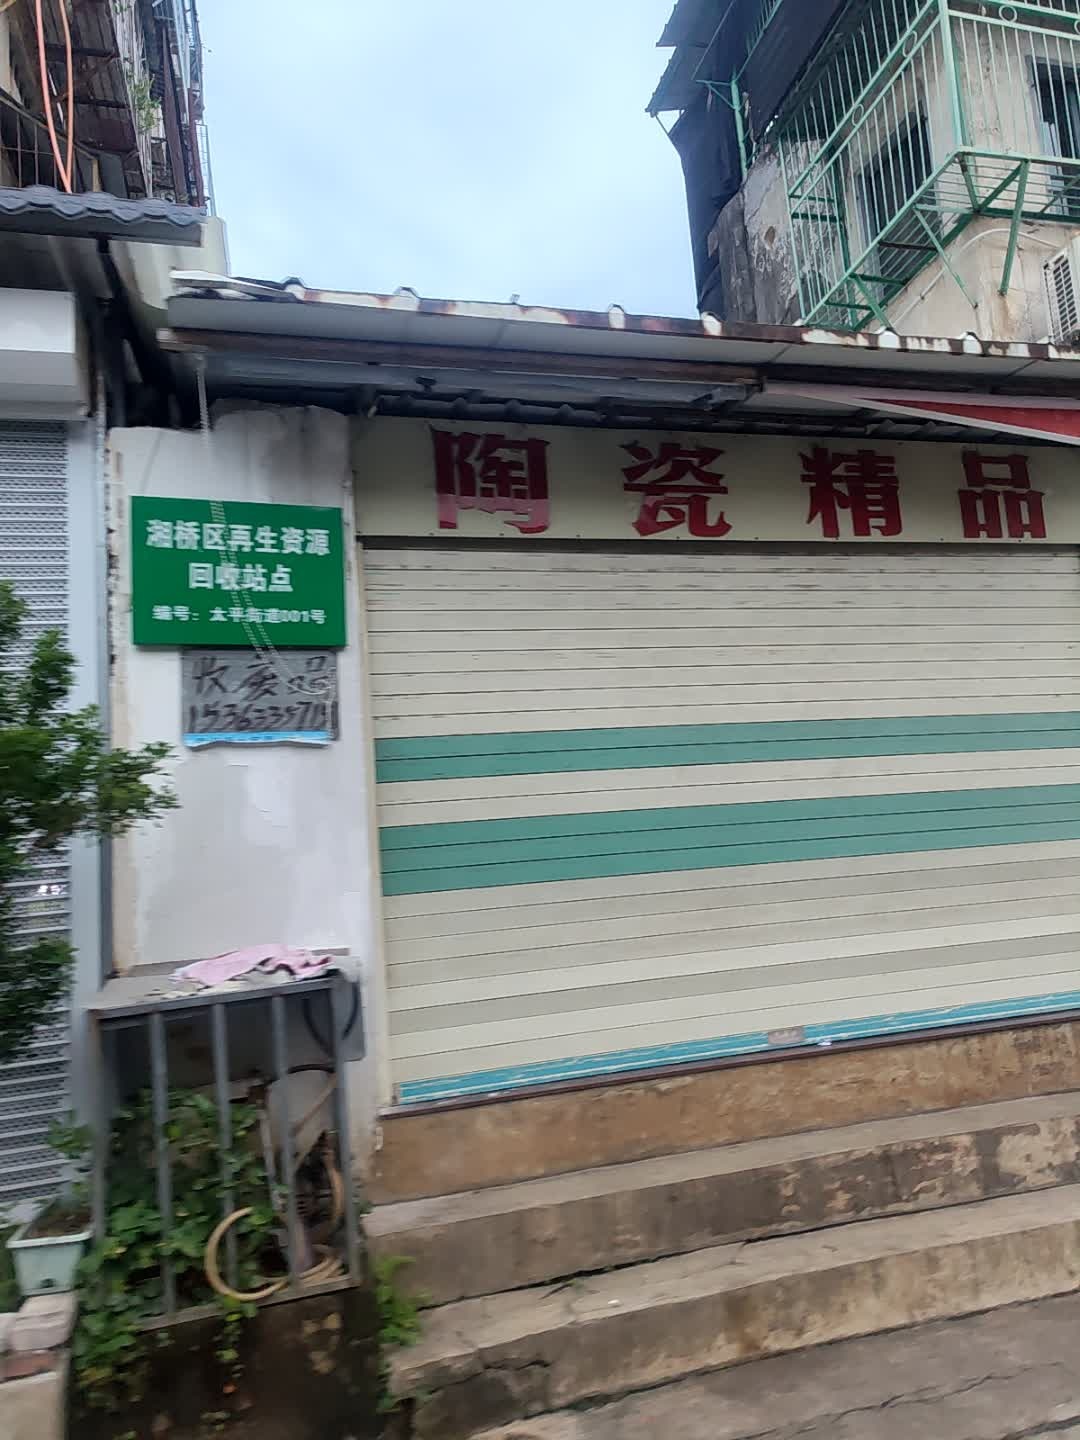 陶瓷精品
湘桥区再生资源
回收站点
编号：太平街道001号
收废品